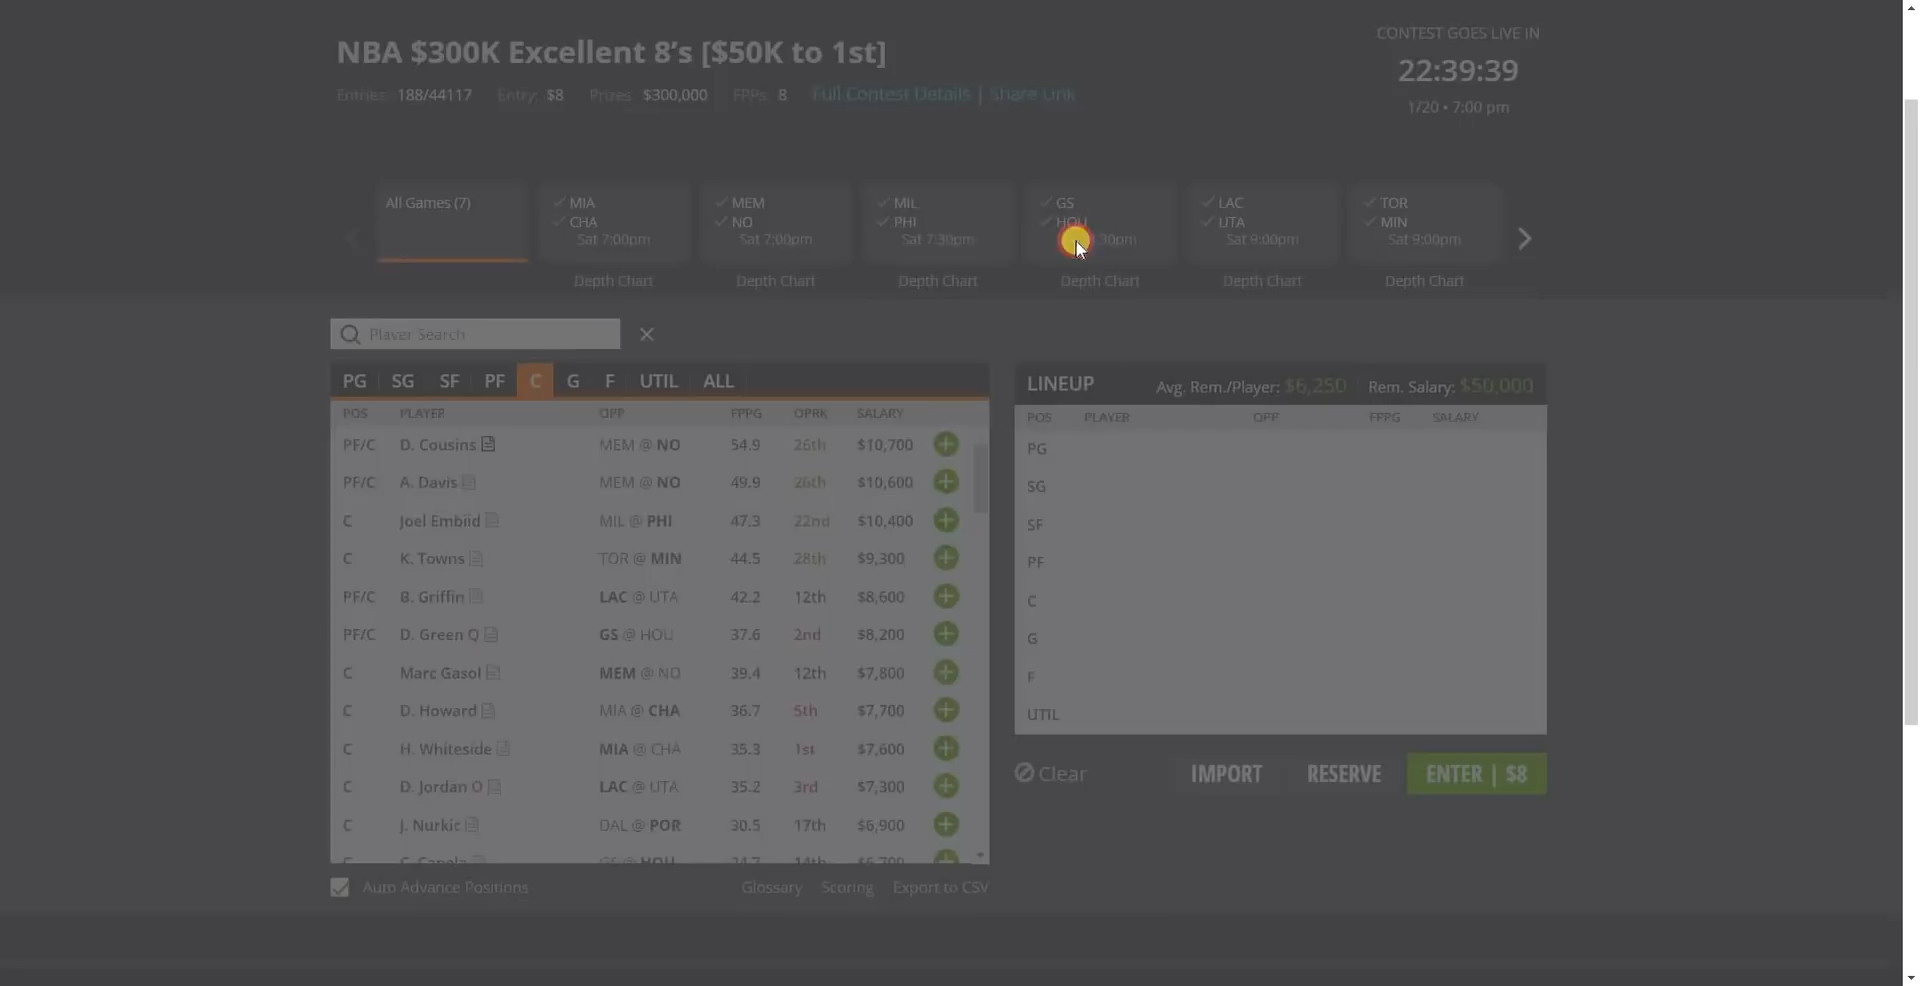 NBA $300K Excellent 8's [$50K to 1st]
Entries: 188/44117 Entry: $8 Prizes: $300,000 FPPs: 8 Full Contest Details | Share Link
CONTEST GOES LIVE IN
22:39:39
1/20 • 7:00 pm
All Games (7)
MIA
CHA
Sat 7:00pm
Depth Chart
MEM
NO
Sat 7:00pm
Depth Chart
MIL
PHI
Sat 7:30pm
Depth Chart
GS
HOU
30pm
Depth Chart
LAC
UTA
Sat 9:00pm
Depth Chart
TOR
MIN
Sat 9:00pm
Depth Chart
Player Search
PG SG SF PF C G F UTIL ALL
POS PLAYER OPP FPPG OPRK SALARY
PF/C D. Cousins MEM @ NO 54.9 26th $10,700
PF/C A. Davis MEM @ NO 49.9 26th $10,600
C Joel Embiid MIL @ PHI 47.3 22nd $10,400
C K. Towns TOR @ MIN 44.5 28th $9,300
PF/C B. Griffin LAC @ UTA 42.2 12th $8,600
PF/C D. Green Q GS @ HOU 37.6 2nd $8,200
C Marc Gasol MEM @ NO 39.4 12th $7,800
C D. Howard MIA @ CHA 36.7 5th $7,700
C H. Whiteside MIA @ CHA 35.3 1st $7,600
C D. Jordan O LAC @ UTA 35.2 3rd $7,300
C J. Nurkic DAL @ POR 30.5 17th $6,900
C C. Capela GS @ HOU 14th
Auto Advance Positions Glossary Scoring Export to CSV
LINEUP Avg. Rem./Player: $6,250 Rem. Salary: $50,000
POS PLAYER OPP FPPG SALARY
PG
SG
SF
PF
C
G
F
UTIL
Clear IMPORT RESERVE ENTER | $8